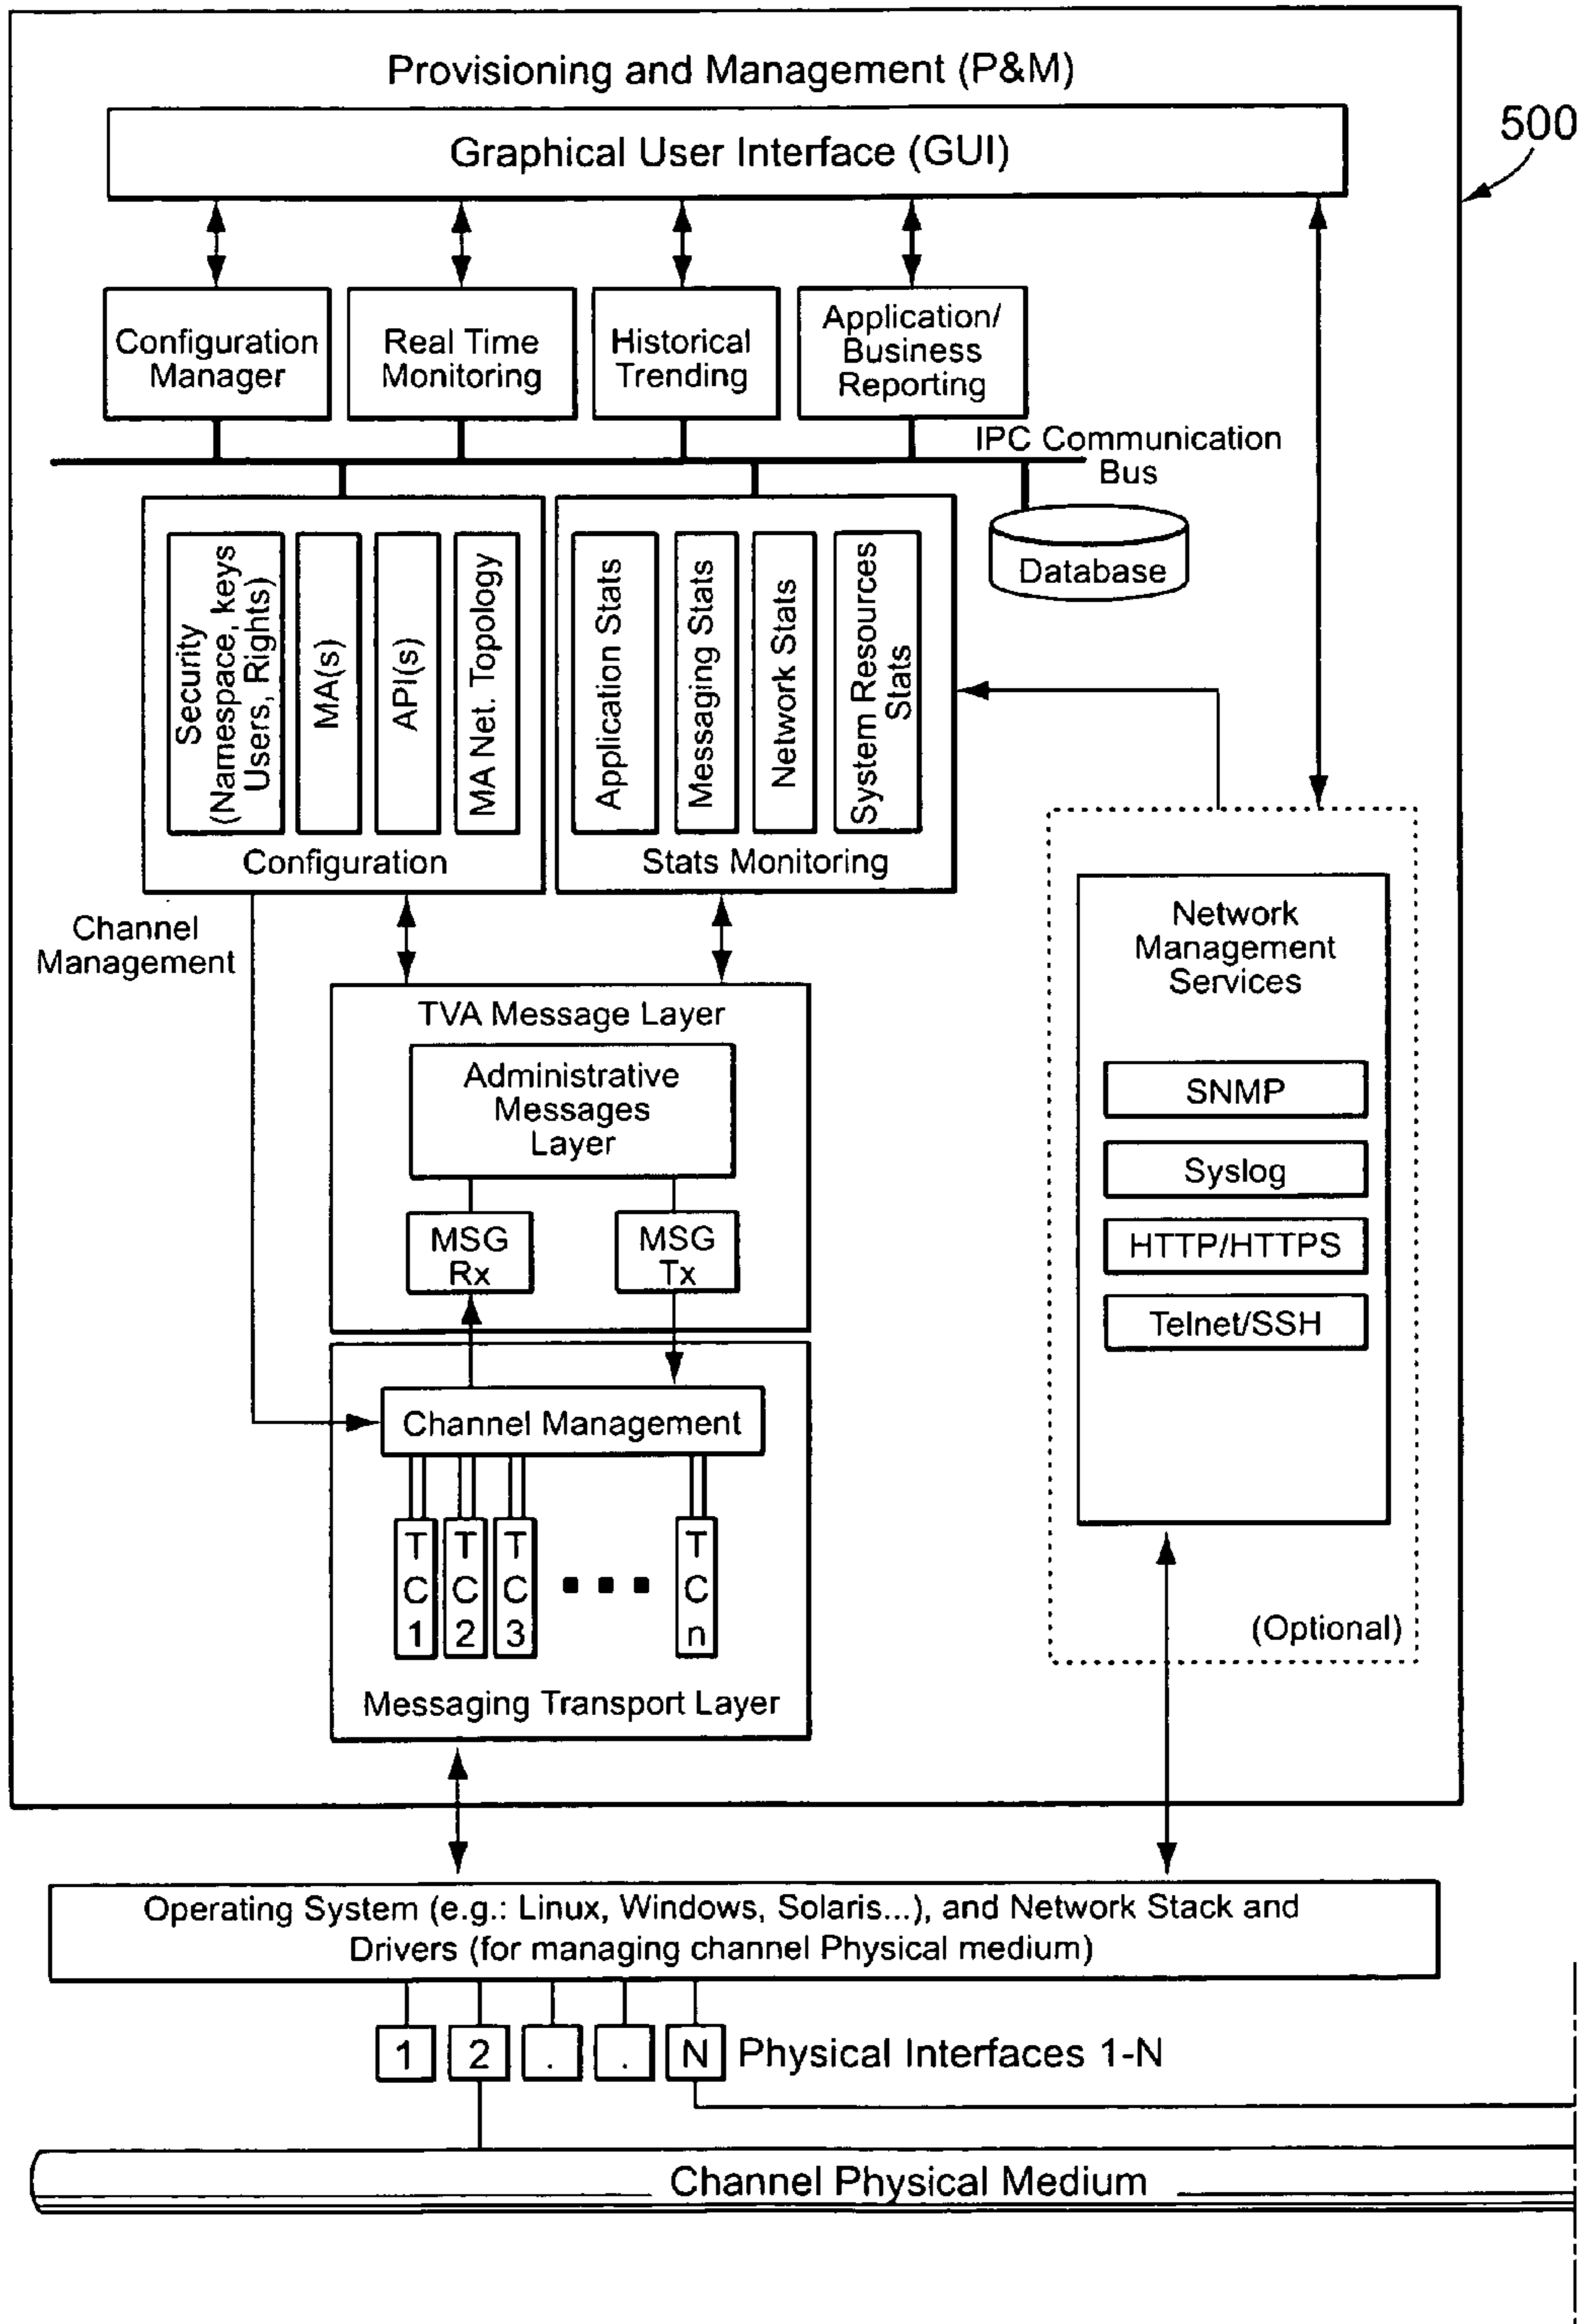 Provisioning and Management (P&M)
500
Graphical User Interface (GUI)
Configuration
Manager
Real Time
Monitoring
Historical
Trending
Application/
Business
Reporting
IPC Communication
Bus
Database
Security
(Namespace, keys
Users, Rights)
MA(s)
API(s)
MA Net. Topology
Configuration
Application Stats
Messaging Stats
Network Stats
System Resources
Stats
Stats Monitoring
Channel
Management
TVA Message Layer
Administrative
Messages
Layer
MSG
Rx
MSG
Tx
Channel Management
T
C
1
T
C
2
T
C
3
T
C
n
Messaging Transport Layer
Network
Management
Services
SNMP
Syslog
HTTP/HTTPS
Telnet/SSH
(Optional)
Operating System (e.g.: Linux, Windows, Solaris...), and Network Stack and
Drivers (for managing channel Physical medium)
1 2 . . N Physical Interfaces 1-N
Channel Physical Medium